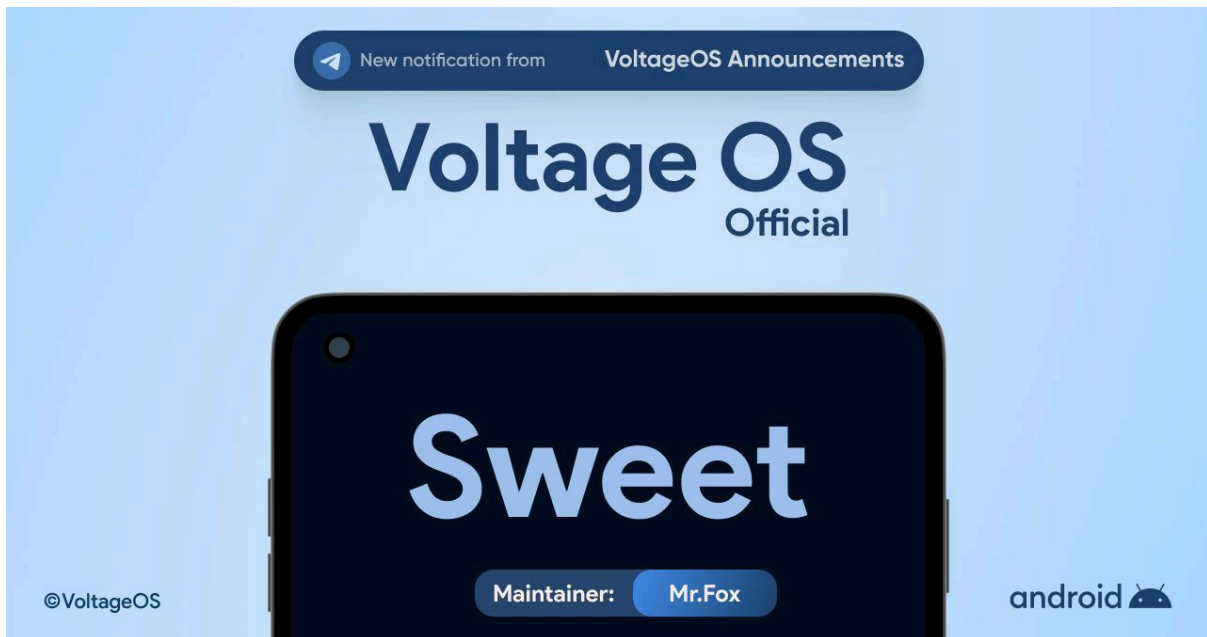 New notification from VoltageOS Announcements
Voltage OS
Official
Sweet
Maintainer: Mr.Fox
©VoltageOS
android